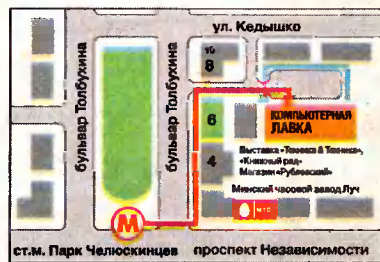 ул. Кедышко
бульвар Толбухина
бульвар Толбухина
10
8
6
КОМПЬЮТЕРНАЯ
ЛАВКА
4
Выставка «Техника & Техника»,
«Книжный ряд»
Магазин «Рублевский»
Минский часовой завод Луч
М
МТС
ст.м. Парк Челюскинцев
проспект Независимости